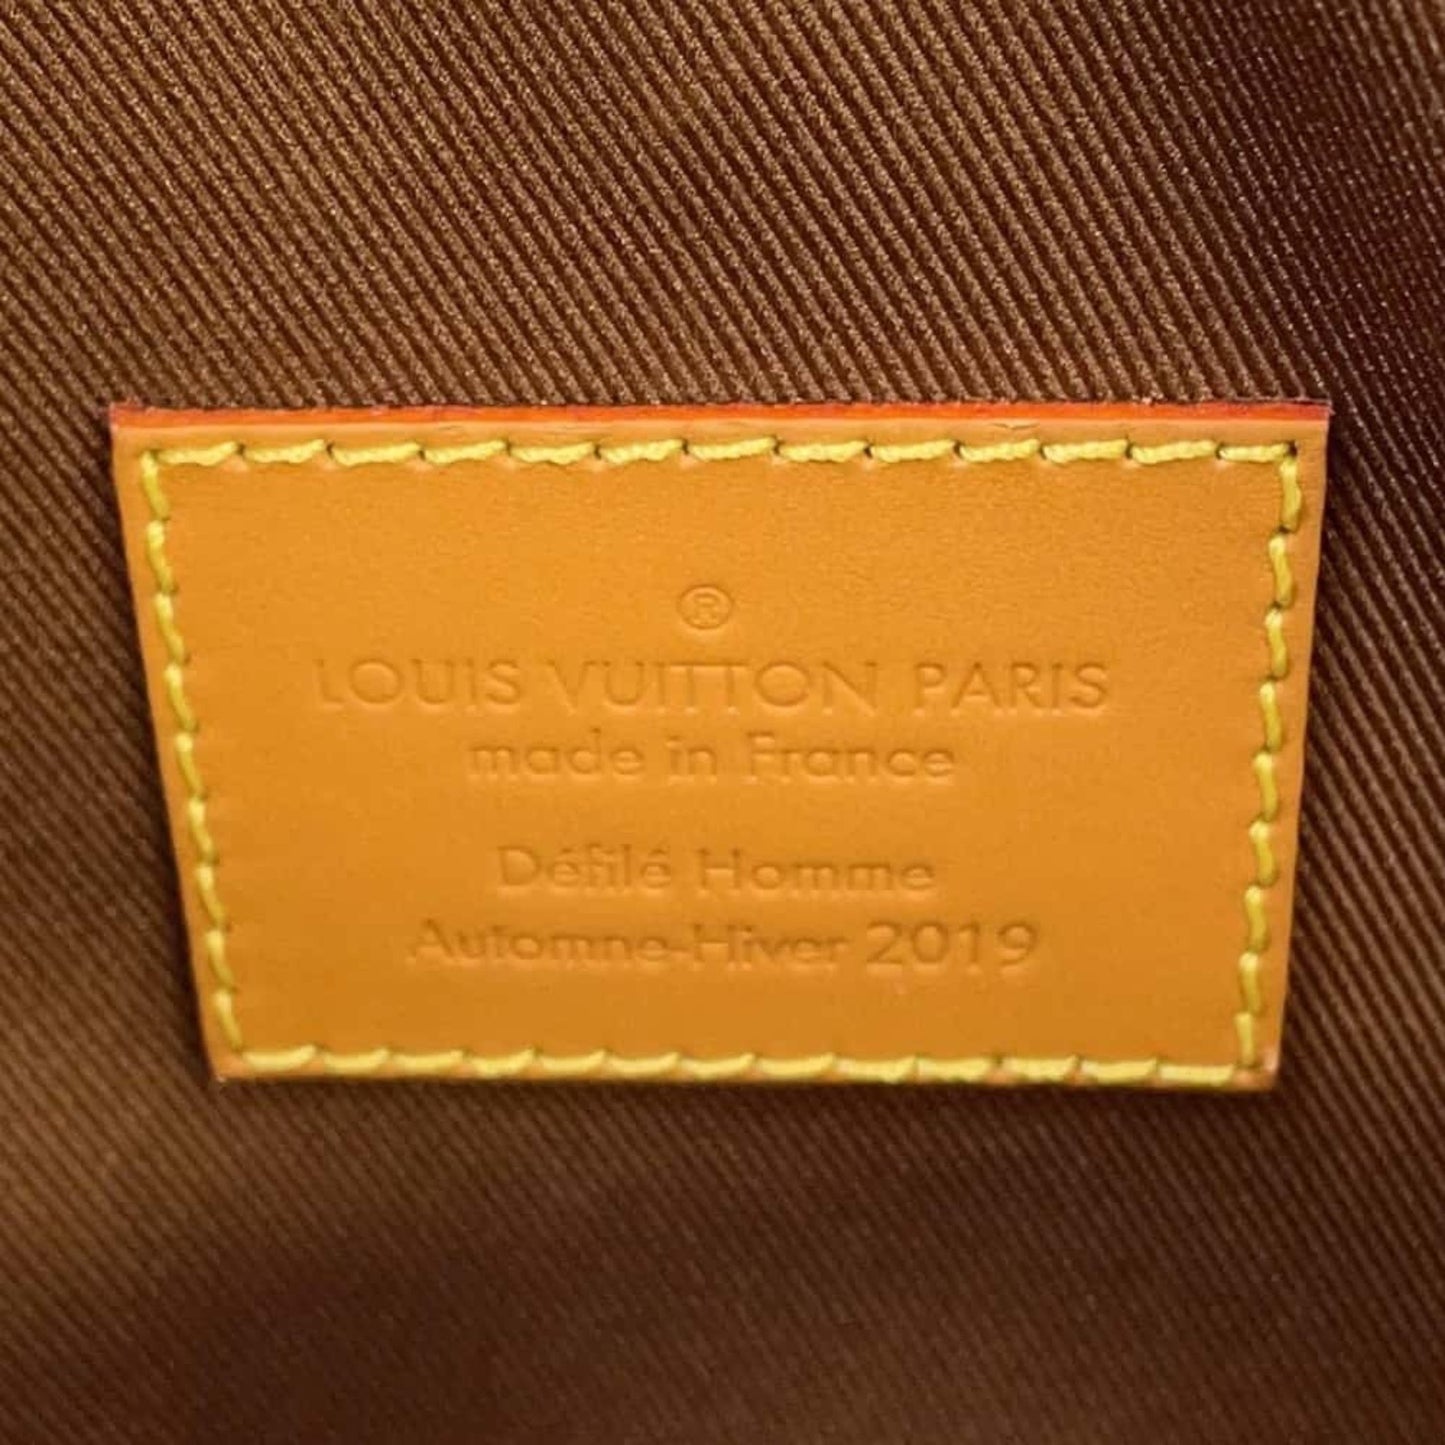 ®
LOUIS VUITTON PARIS
made in France
Défilé Homme
Automne-Hiver 2019